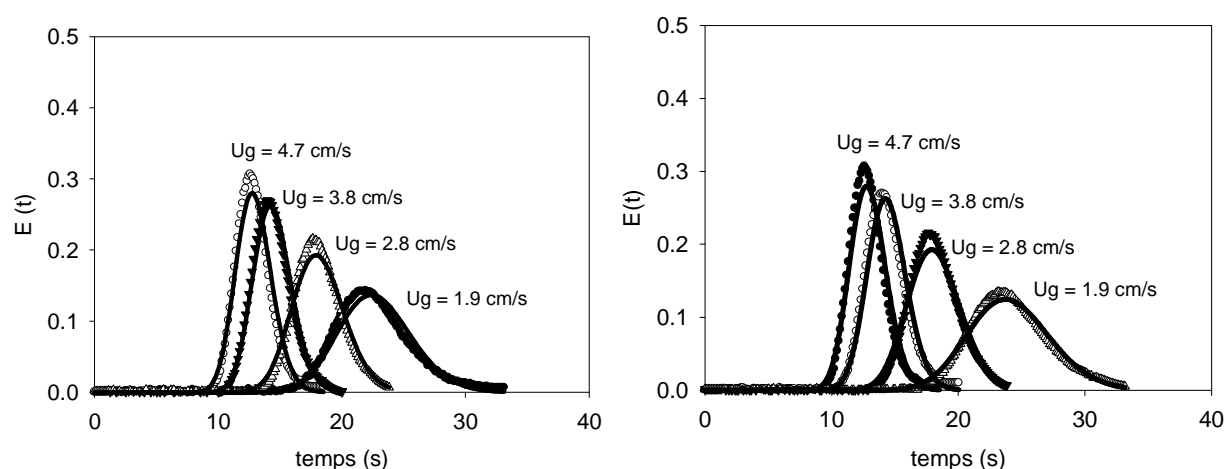 0.5
0.4
0.3
0.2
0.1
0.0
E (t)
Ug = 4.7 cm/s
Ug = 3.8 cm/s
Ug = 2.8 cm/s
Ug = 1.9 cm/s
0 10 20 30 40
temps (s)
0.5
0.4
0.3
0.2
0.1
0.0
E(t)
Ug = 4.7 cm/s
Ug = 3.8 cm/s
Ug = 2.8 cm/s
Ug = 1.9 cm/s
0 10 20 30 40
temps (s)